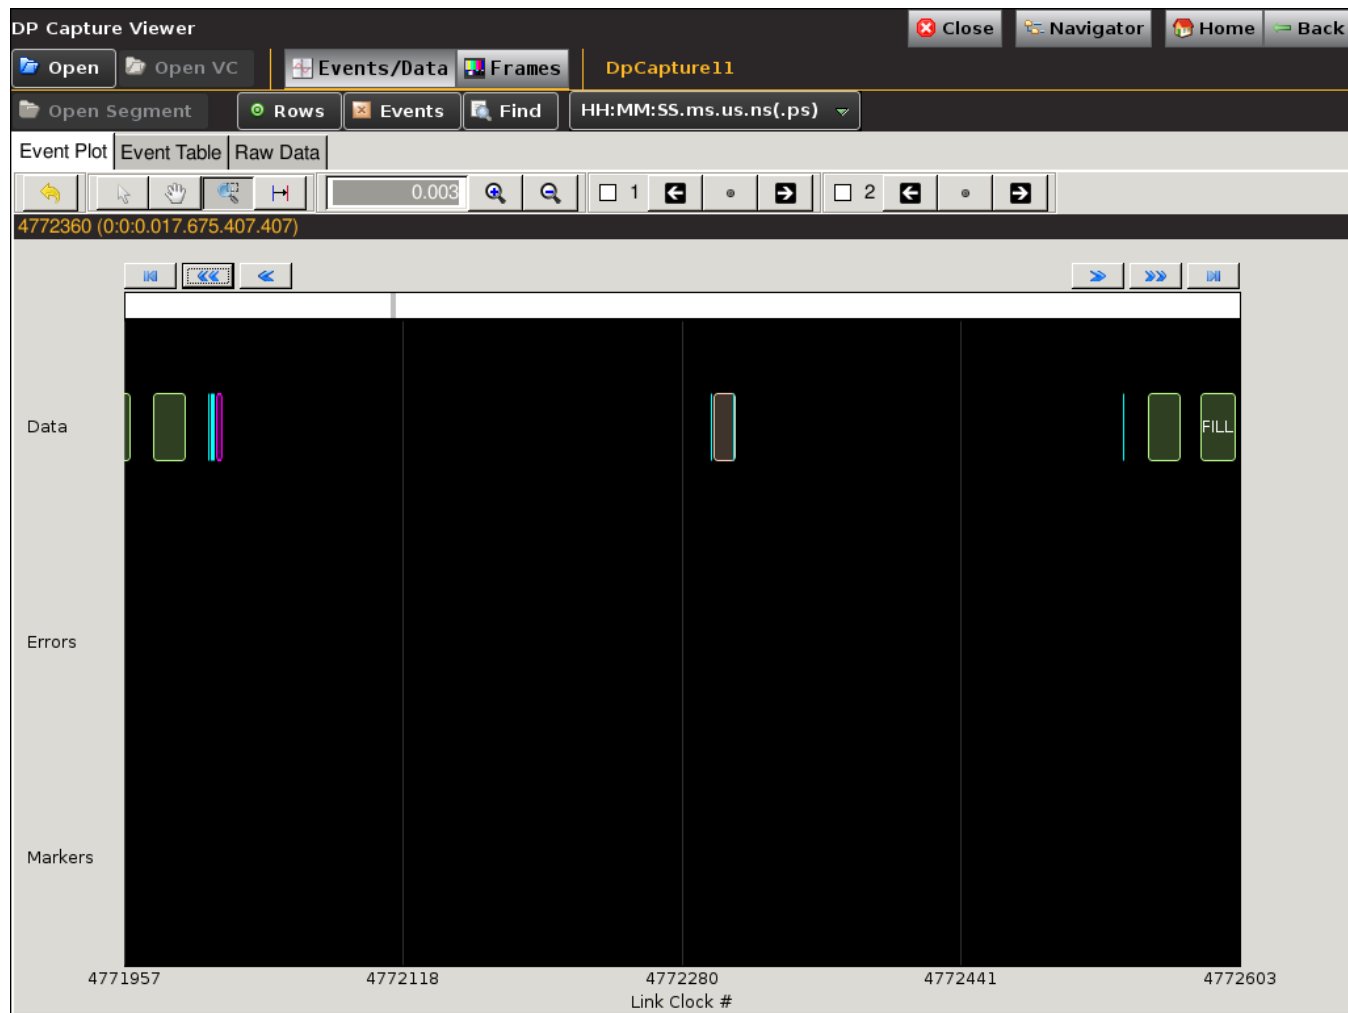 DP Capture Viewer Close Navigator Home Back
Open Open VC Events/Data Frames DpCapture11
Open Segment Rows Events Find HH:MM:SS.ms.us.ns(.ps)
Event Plot Event Table Raw Data
0.003 1 2
4772360 (0:0:0.017.675.407.407)
Data
FILL
Errors
Markers
4771957 4772118 4772280 4772441 4772603
Link Clock #